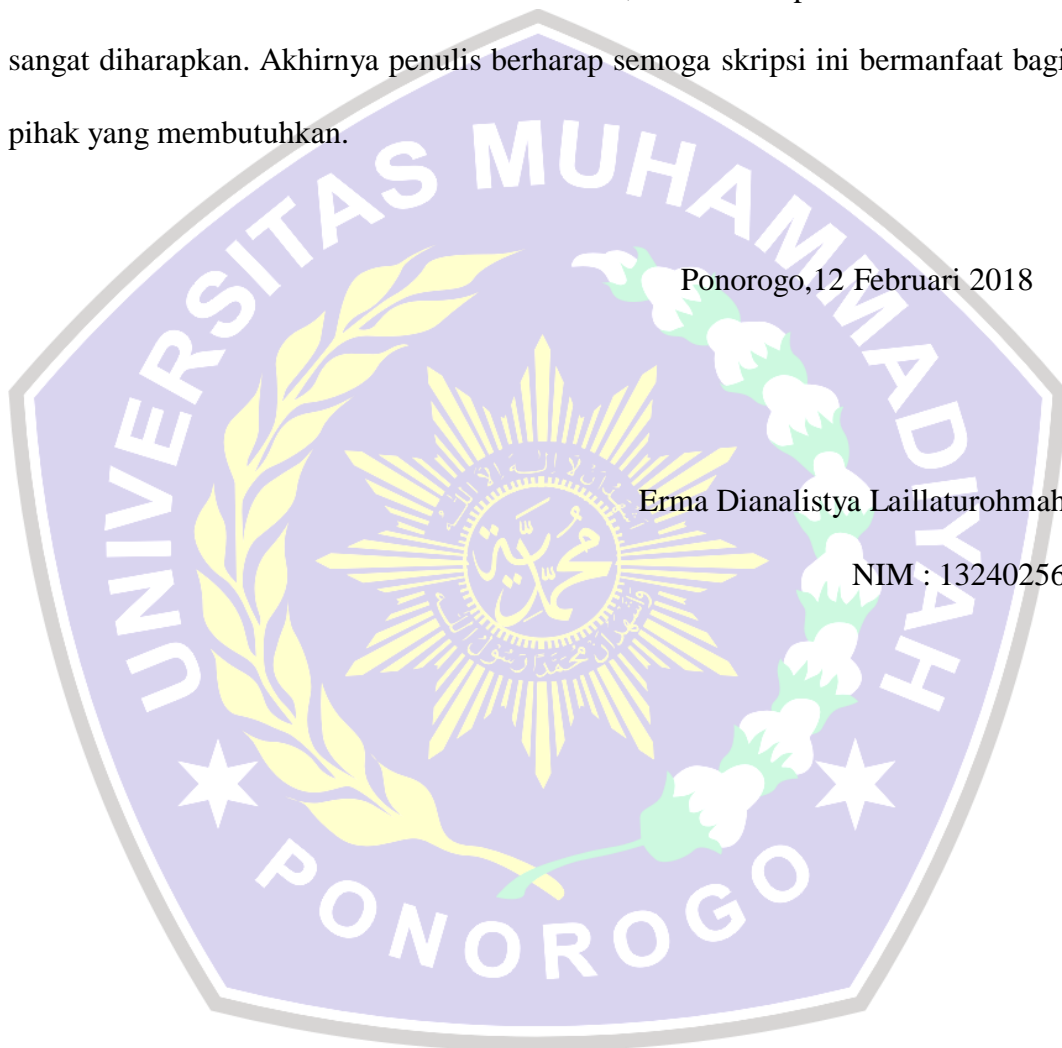 sangat diharapkan. Akhirnya penulis berharap semoga skripsi ini bermanfaat bagi
pihak yang membutuhkan.
Ponorogo,12 Februari 2018
Erma Dianalistya Laillaturohmah
NIM : 13240256
UNIVERSITAS MUHAMMADIYAH
PONOROGO
محمدية